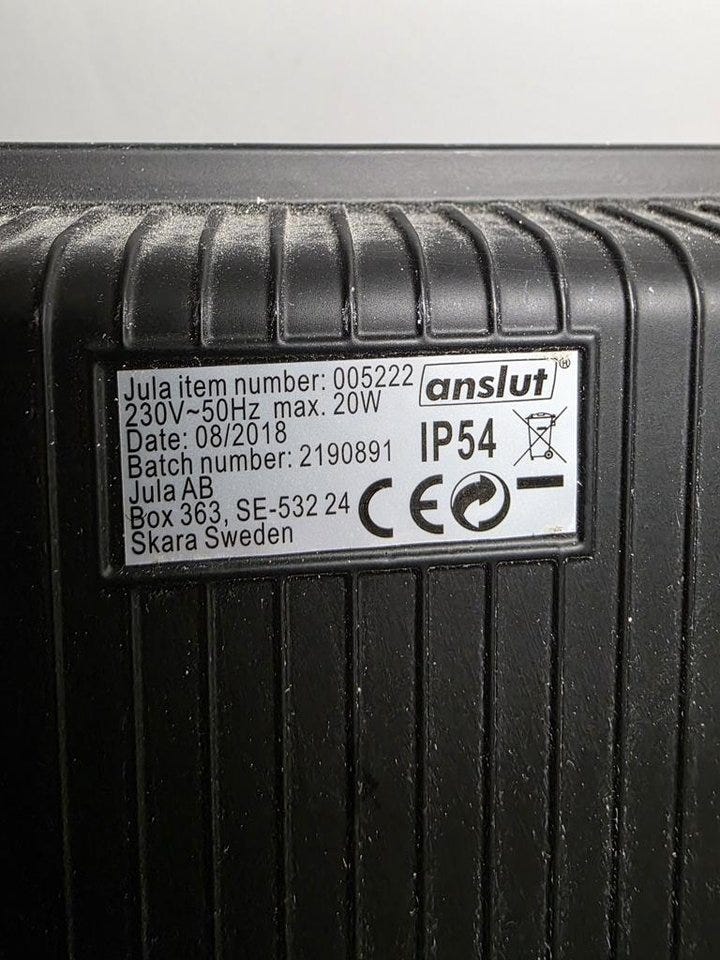 Jula item number: 005222
230V~50Hz max. 20W
Date: 08/2018
Batch number: 2190891
Jula AB
Box 363, SE-532 24
Skara Sweden
anslut®
IP54
CE